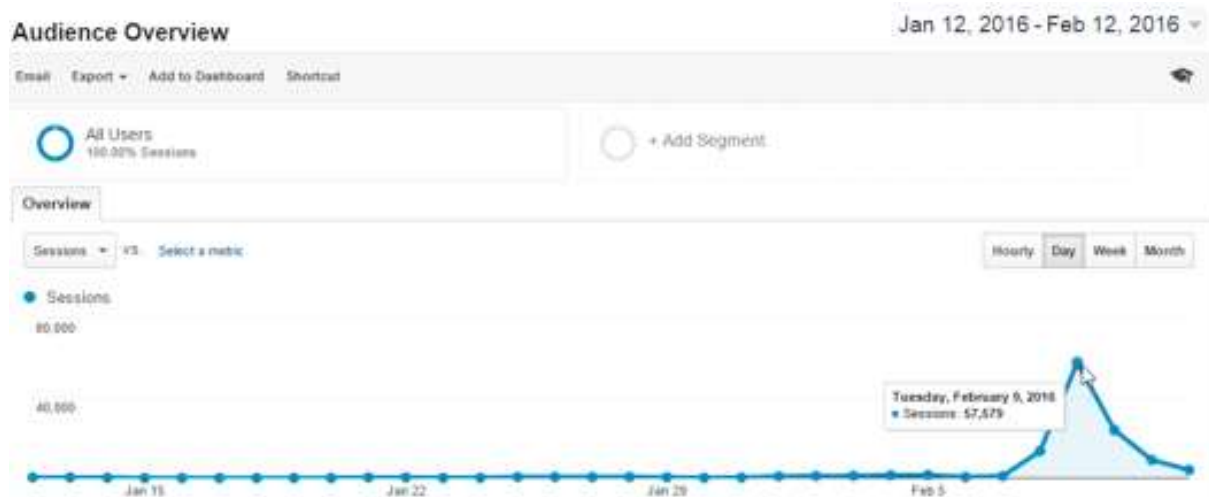 Audience Overview
Jan 12, 2016 - Feb 12, 2016
Email Export Add to Dashboard Shortcut
All Users
100.00% Sessions
+ Add Segment
Overview
Sessions VS. Select a metric
Hourly Day Week Month
Sessions
80,000
40,000
Tuesday, February 9, 2016
Sessions: 57,579
Jan 15 Jan 22 Jan 29 Feb 5